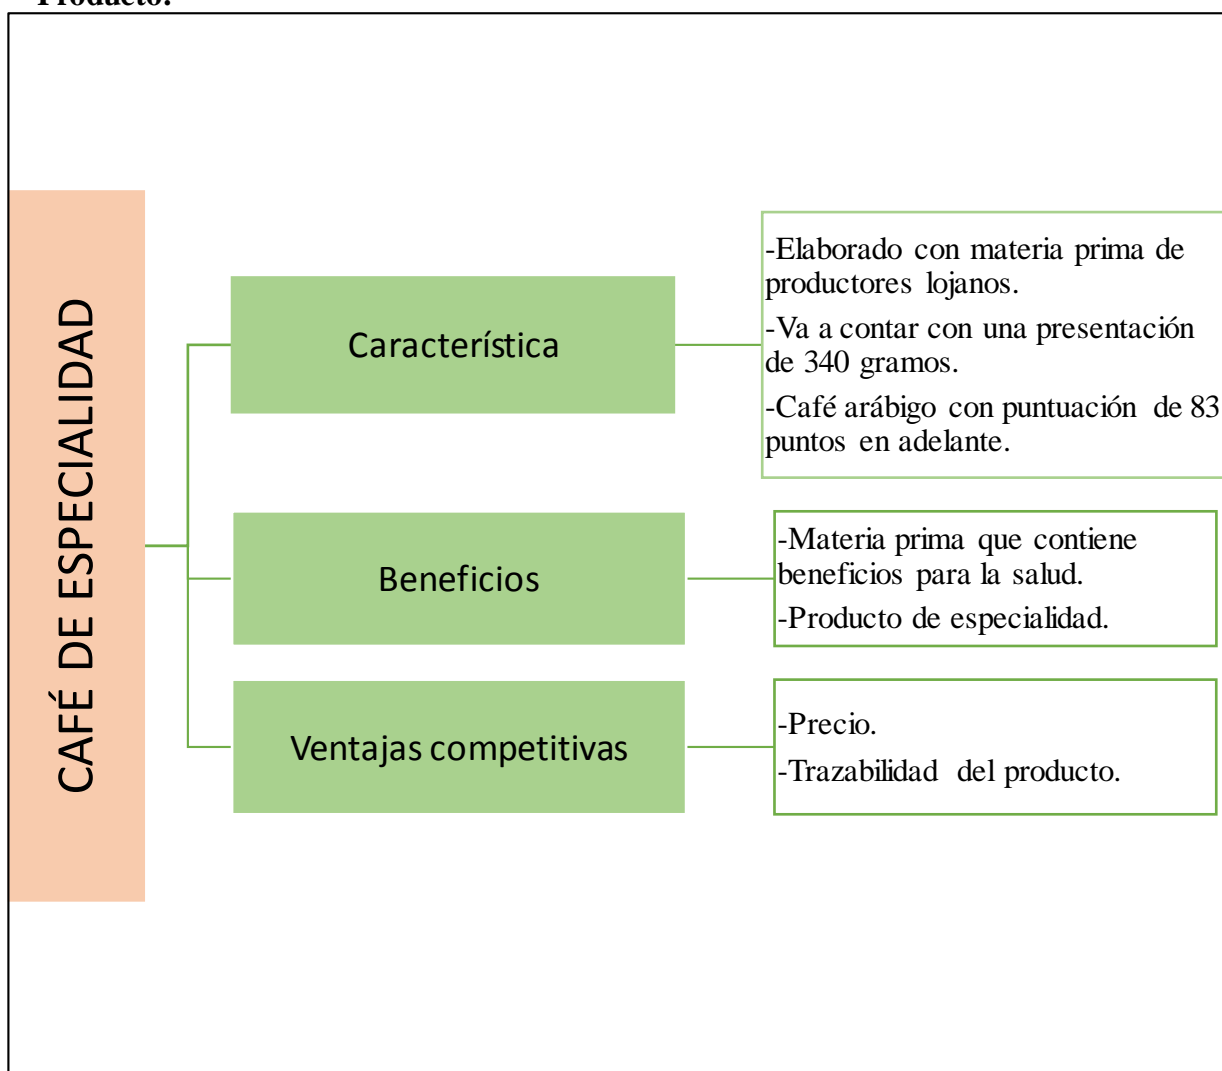 Producto:
CAFÉ DE ESPECIALIDAD
Característica
-Elaborado con materia prima de
productores lojanos.
-Va a contar con una presentación
de 340 gramos.
-Café arábigo con puntuación de 83
puntos en adelante.
Beneficios
-Materia prima que contiene
beneficios para la salud.
-Producto de especialidad.
Ventajas competitivas
-Precio.
-Trazabilidad del producto.